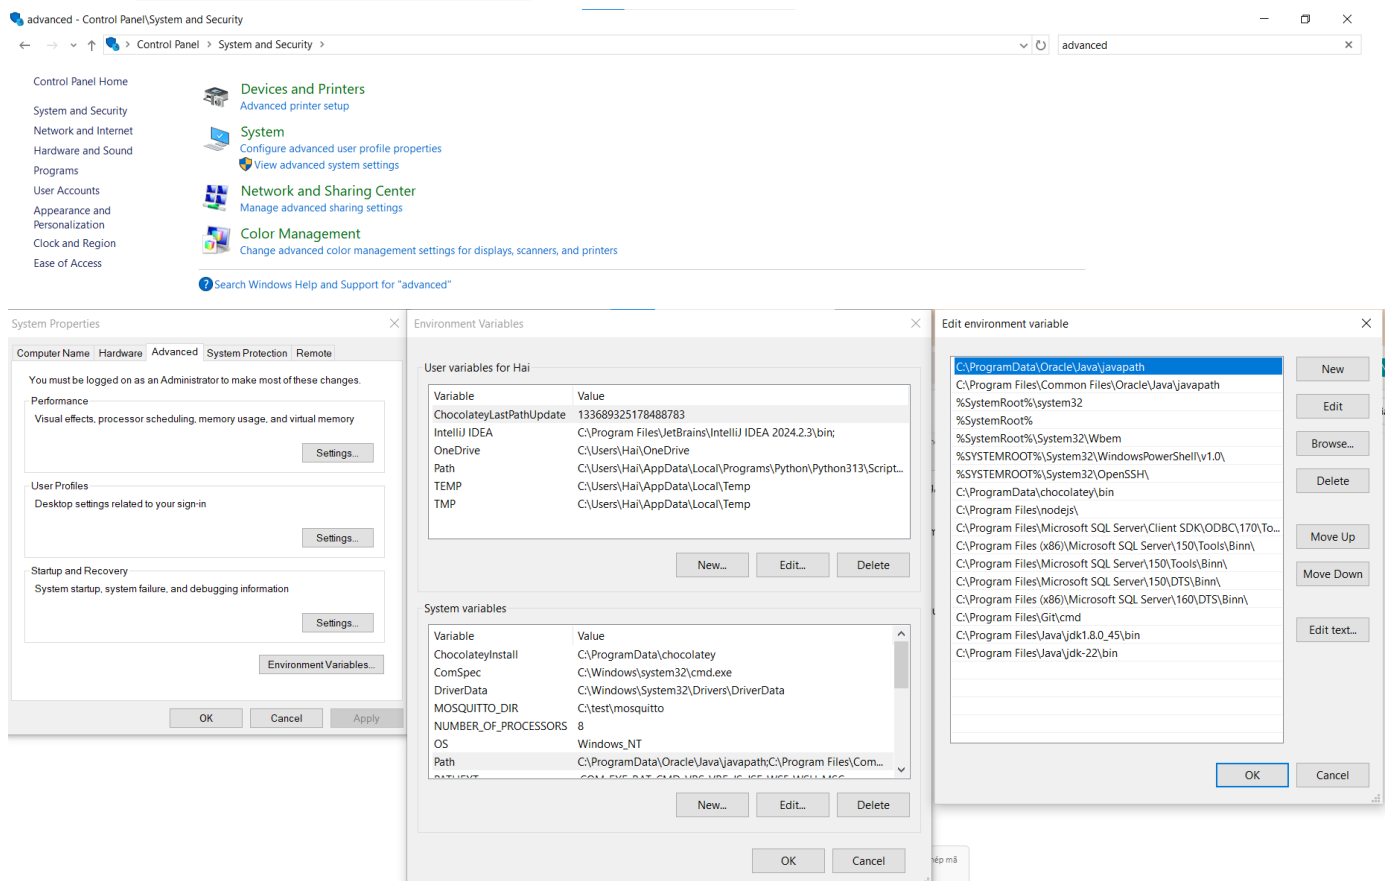 advanced - Control Panel\System and Security
Control Panel > System and Security >
advanced
Control Panel Home
System and Security
Network and Internet
Hardware and Sound
Programs
User Accounts
Appearance and
Personalization
Clock and Region
Ease of Access
Devices and Printers
Advanced printer setup
System
Configure advanced user profile properties
View advanced system settings
Network and Sharing Center
Manage advanced sharing settings
Color Management
Change advanced color management settings for displays, scanners, and printers
Search Windows Help and Support for "advanced"
System Properties
Computer Name Hardware Advanced System Protection Remote
You must be logged on as an Administrator to make most of these changes.
Performance
Visual effects, processor scheduling, memory usage, and virtual memory
Settings...
User Profiles
Desktop settings related to your sign-in
Settings...
Startup and Recovery
System startup, system failure, and debugging information
Settings...
Environment Variables...
OK Cancel Apply
Environment Variables
User variables for Hai
Variable Value
ChocolateyLastPathUpdate 133689325178488783
IntelliJ IDEA C:\Program Files\JetBrains\IntelliJ IDEA 2024.2.3\bin;
OneDrive C:\Users\Hai\OneDrive
Path C:\Users\Hai\AppData\Local\Programs\Python\Python313\Script...
TEMP C:\Users\Hai\AppData\Local\Temp
TMP C:\Users\Hai\AppData\Local\Temp
New... Edit... Delete
System variables
Variable Value
ChocolateyInstall C:\ProgramData\chocolatey
ComSpec C:\Windows\system32\cmd.exe
DriverData C:\Windows\System32\Drivers\DriverData
MOSQUITTO_DIR C:\test\mosquitto
NUMBER_OF_PROCESSORS 8
OS Windows_NT
Path C:\ProgramData\Oracle\Java\javapath;C:\Program Files\Com...
New... Edit... Delete
OK Cancel
Edit environment variable
C:\ProgramData\Oracle\Java\javapath
C:\Program Files\Common Files\Oracle\Java\javapath
%SystemRoot%\system32
%SystemRoot%
%SystemRoot%\System32\Wbem
%SYSTEMROOT%\System32\WindowsPowerShell\v1.0\
%SYSTEMROOT%\System32\OpenSSH\
C:\ProgramData\chocolatey\bin
C:\Program Files\nodejs\
C:\Program Files\Microsoft SQL Server\Client SDK\ODBC\170\To...
C:\Program Files (x86)\Microsoft SQL Server\150\Tools\Binn\
C:\Program Files\Microsoft SQL Server\150\Tools\Binn\
C:\Program Files\Microsoft SQL Server\150\DTS\Binn\
C:\Program Files (x86)\Microsoft SQL Server\160\DTS\Binn\
C:\Program Files\Git\cmd
C:\Program Files\Java\jdk1.8.0_45\bin
C:\Program Files\Java\jdk-22\bin
New
Edit
Browse...
Delete
Move Up
Move Down
Edit text...
OK Cancel